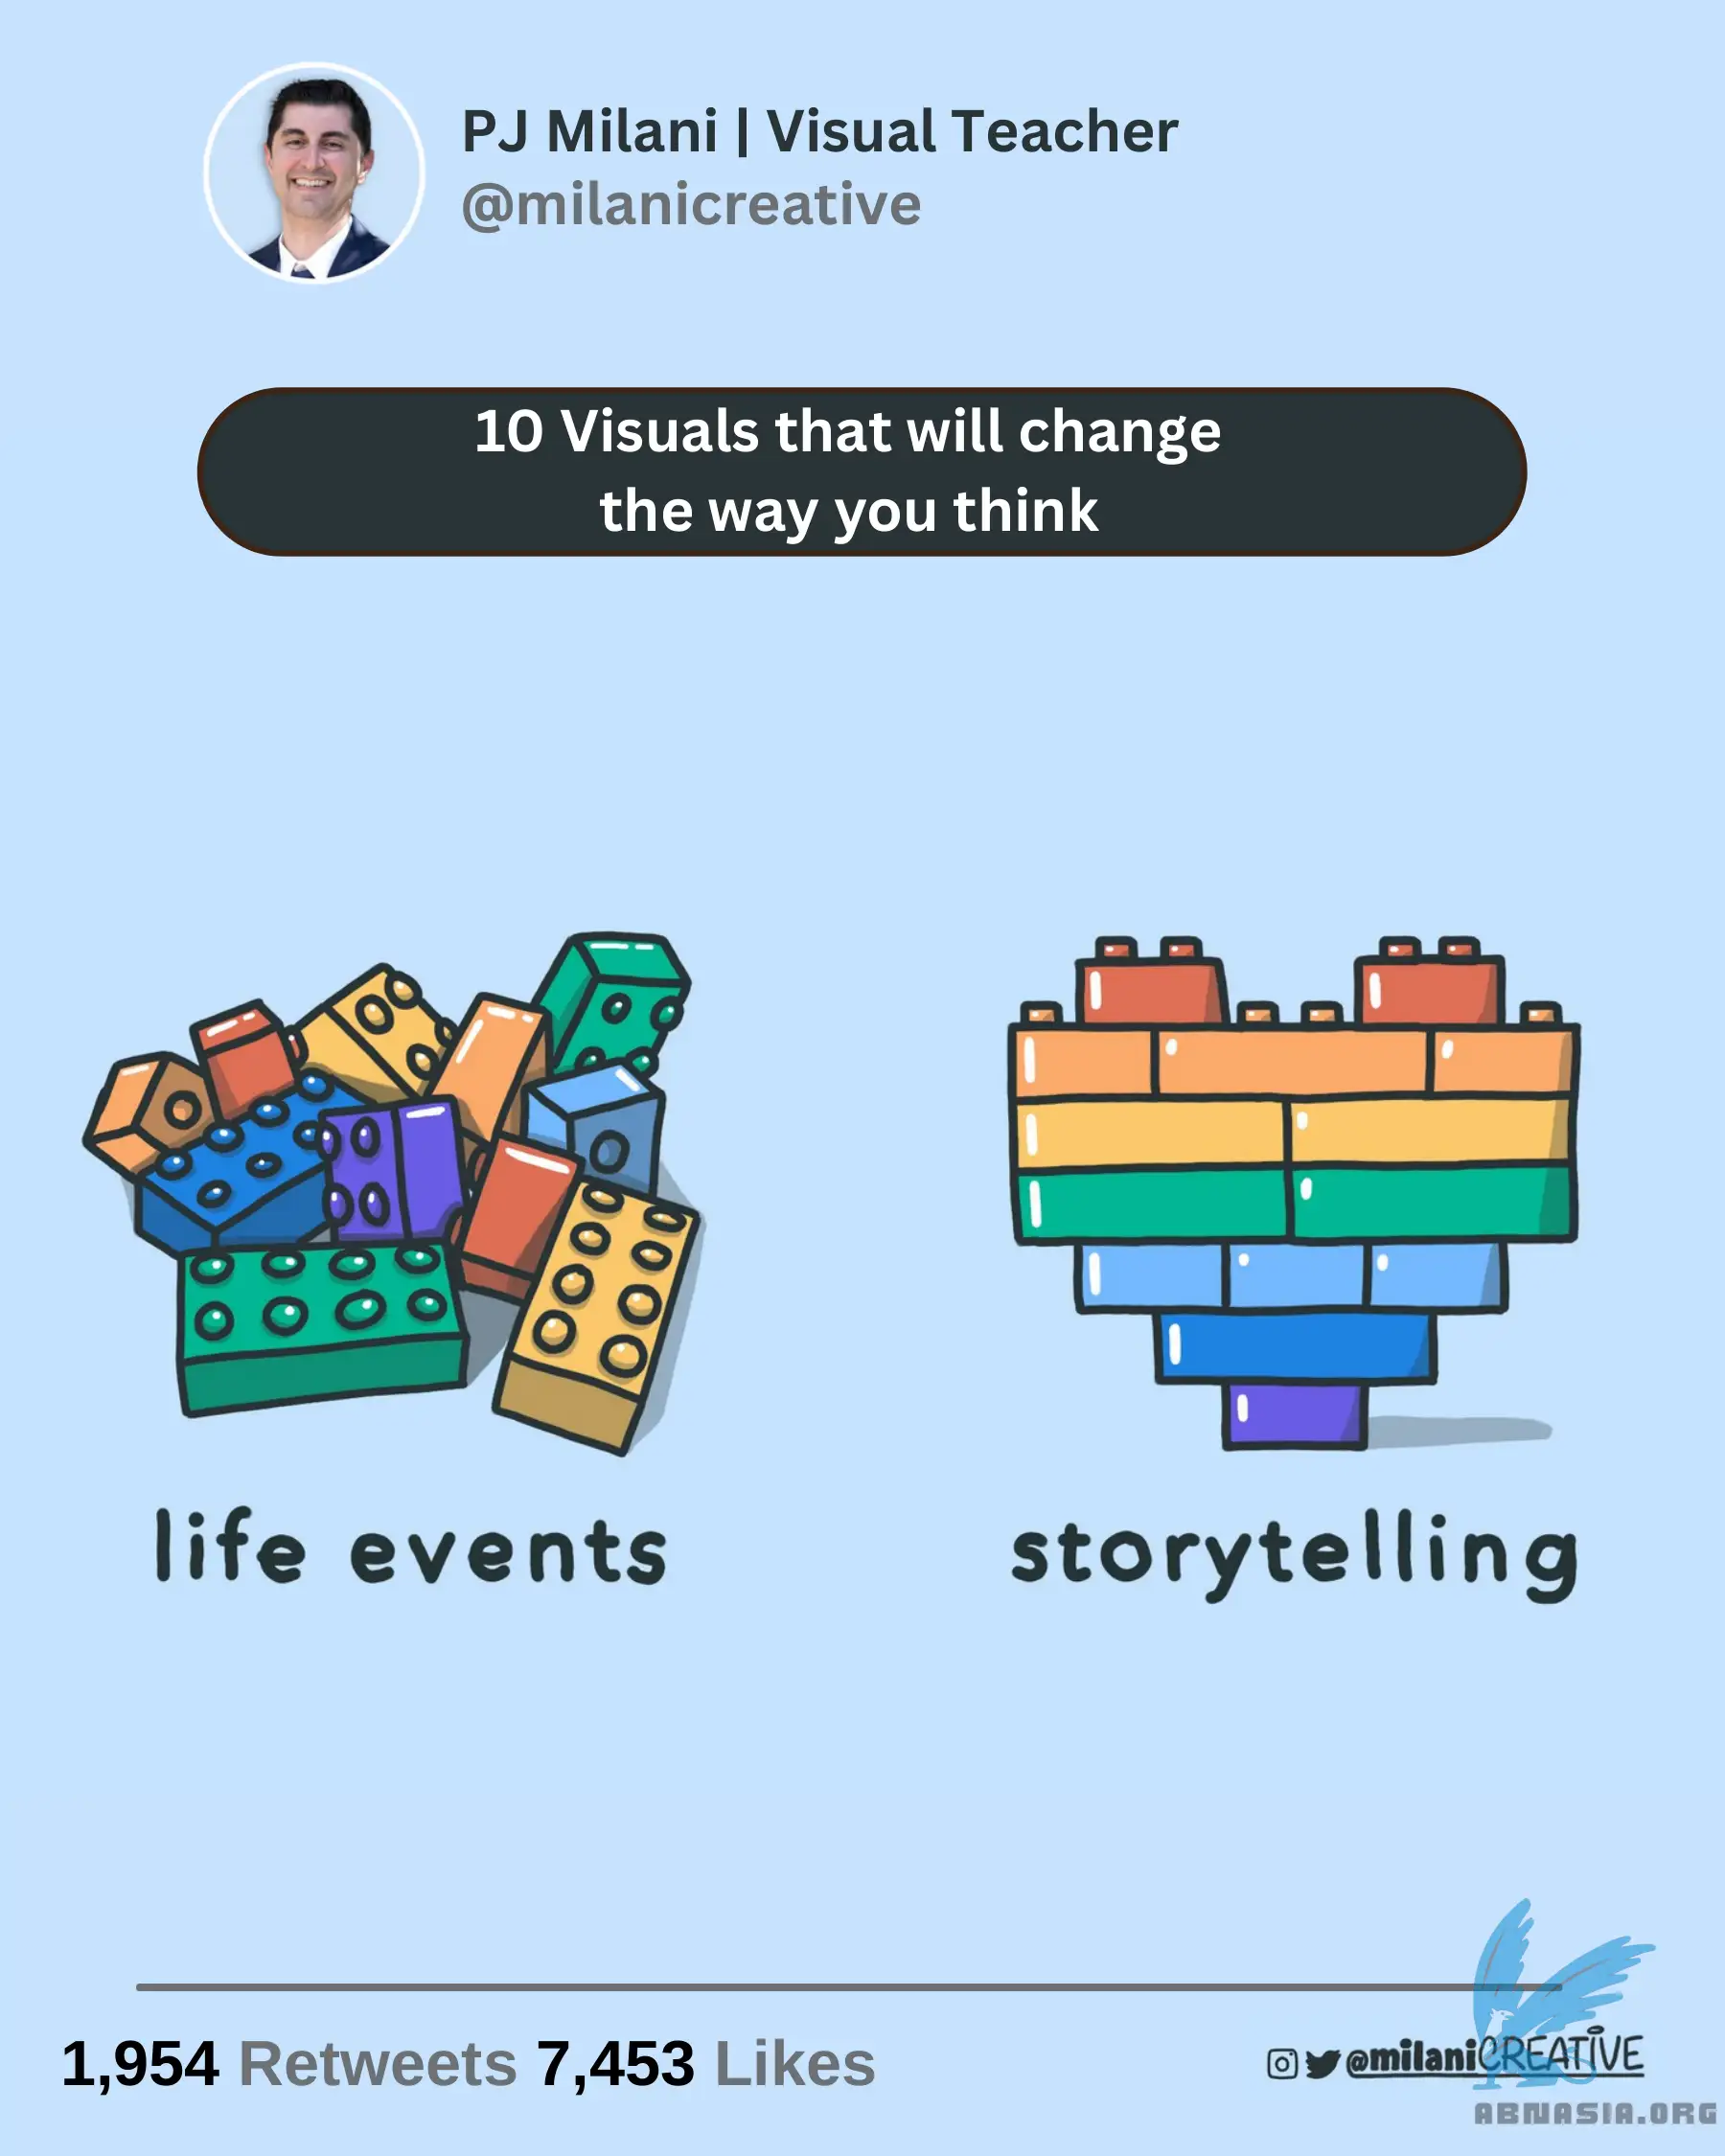 PJ Milani | Visual Teacher
@milanicreative
10 Visuals that will change
the way you think
life events
storytelling
1,954 Retweets 7,453 Likes
@milaniCREATIVE
ABNASIA.ORG